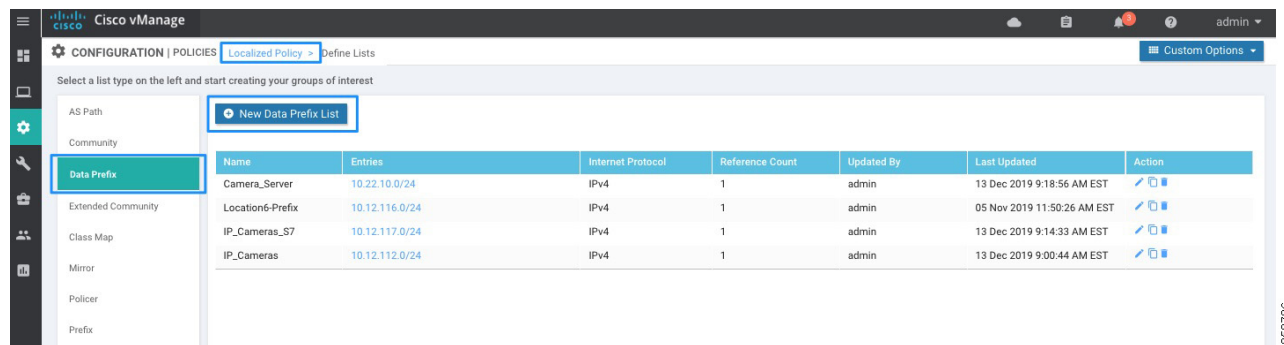 cisco Cisco vManage 3 admin
CONFIGURATION | POLICIES Localized Policy > Define Lists Custom Options
Select a list type on the left and start creating your groups of interest
AS Path
Community
Data Prefix
Extended Community
Class Map
Mirror
Policer
Prefix
New Data Prefix List
Name Entries Internet Protocol Reference Count Updated By Last Updated Action
Camera_Server 10.22.10.0/24 IPv4 1 admin 13 Dec 2019 9:18:56 AM EST
Location6-Prefix 10.12.116.0/24 IPv4 1 admin 05 Nov 2019 11:50:26 AM EST
IP_Cameras_S7 10.12.117.0/24 IPv4 1 admin 13 Dec 2019 9:14:33 AM EST
IP_Cameras 10.12.112.0/24 IPv4 1 admin 13 Dec 2019 9:00:44 AM EST